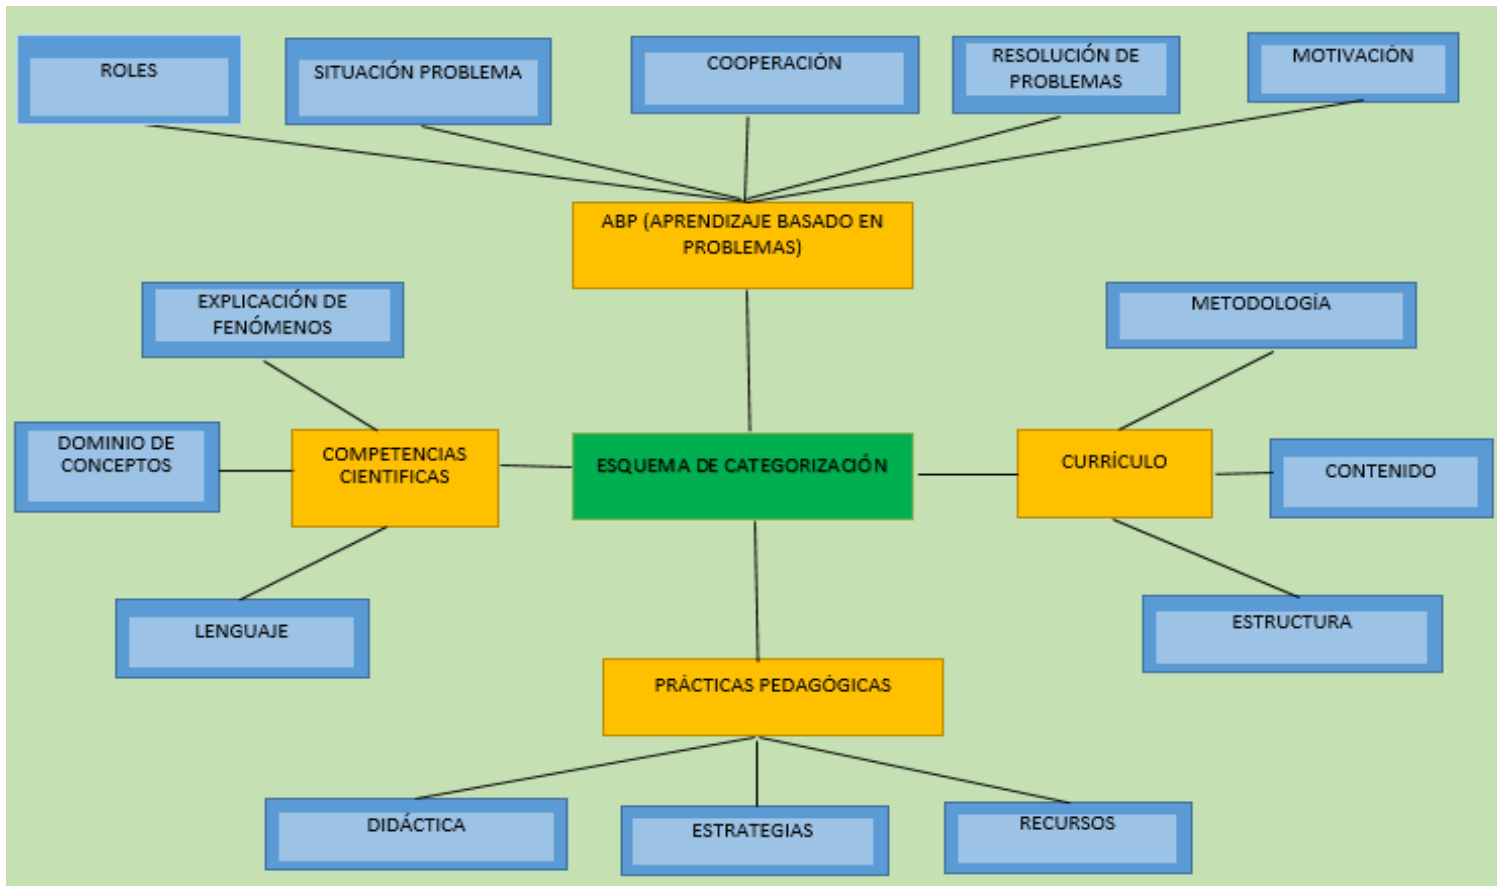 ROLES
SITUACIÓN PROBLEMA
COOPERACIÓN
RESOLUCIÓN DE
PROBLEMAS
MOTIVACIÓN
ABP (APRENDIZAJE BASADO EN
PROBLEMAS)
EXPLICACIÓN DE
FENÓMENOS
METODOLOGÍA
DOMINIO DE
CONCEPTOS
COMPETENCIAS
CIENTIFICAS
ESQUEMA DE CATEGORIZACIÓN
CURRÍCULO
CONTENIDO
LENGUAJE
ESTRUCTURA
PRÁCTICAS PEDAGÓGICAS
DIDÁCTICA
ESTRATEGIAS
RECURSOS